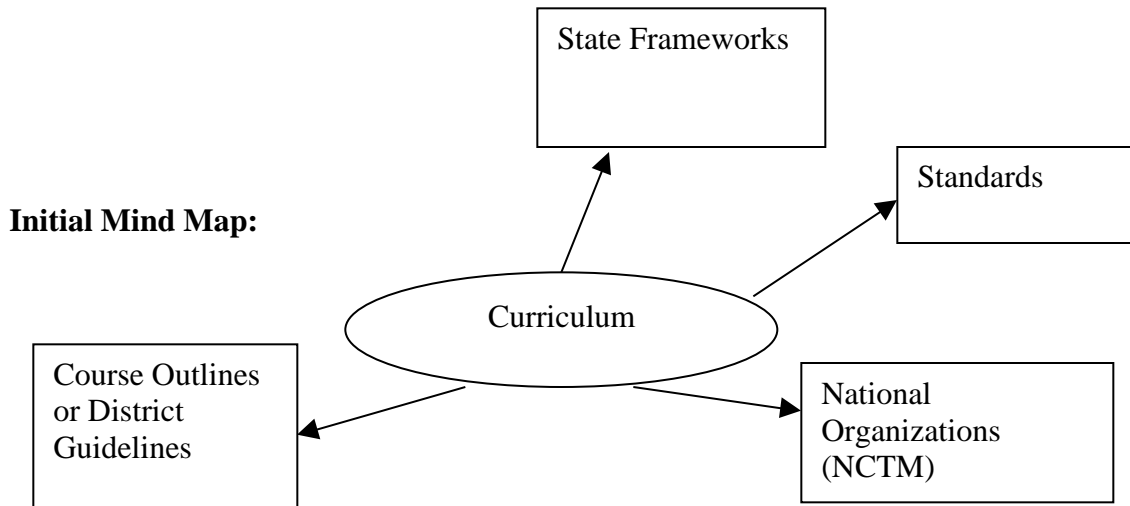 State Frameworks
Standards
Initial Mind Map:
Curriculum
Course Outlines
or District
Guidelines
National
Organizations
(NCTM)